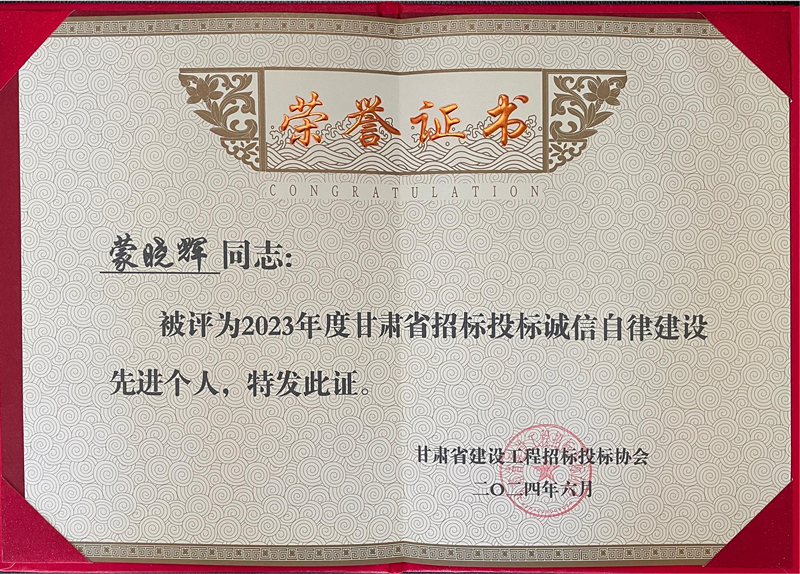 荣誉证书
CONGRATULATION
蒙晓辉 同志:
被评为2023年度甘肃省招标投标诚信自律建设
先进个人，特发此证。
甘肃省建设工程招标投标协会
二〇二四年六月